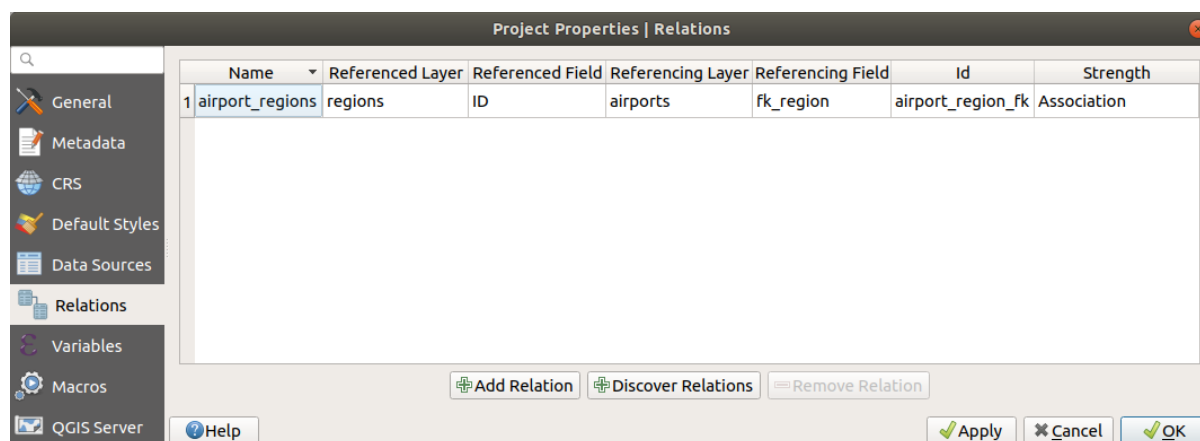 Project Properties | Relations
Name Referenced Layer Referenced Field Referencing Layer Referencing Field Id Strength
1 airport_regions regions ID airports fk_region airport_region_fk Association
General
Metadata
CRS
Default Styles
Data Sources
Relations
Variables
Macros
QGIS Server
Add Relation Discover Relations Remove Relation
Help Apply Cancel OK